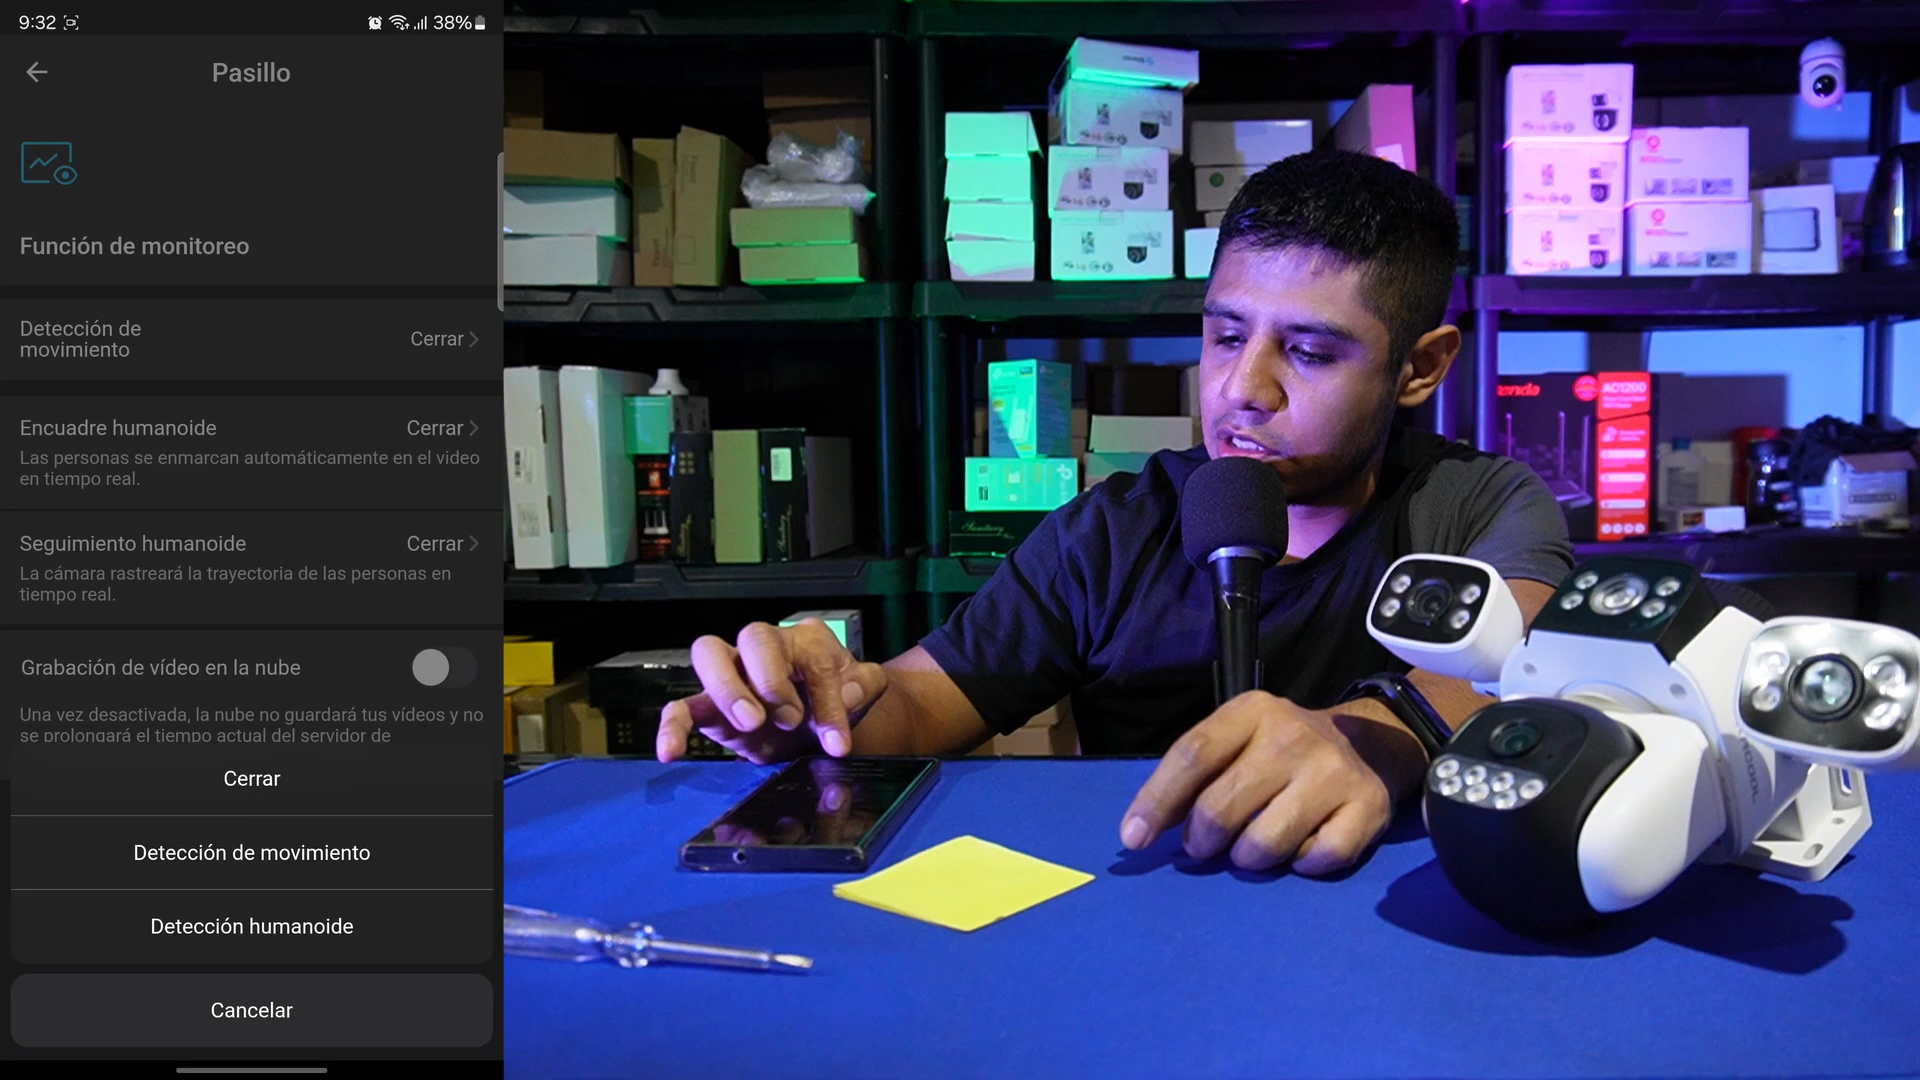 9:32
38%
Pasillo
Función de monitoreo
Detección de
movimiento
Cerrar
Encuadre humanoide
Cerrar
Las personas se enmarcan automáticamente en el video
en tiempo real.
Seguimiento humanoide
Cerrar
La cámara rastreará la trayectoria de las personas en
tiempo real.
Grabación de vídeo en la nube
Una vez desactivada, la nube no guardará tus vídeos y no
se prolongará el tiempo actual del servidor de
Cerrar
Detección de movimiento
Detección humanoide
Cancelar
AC1200